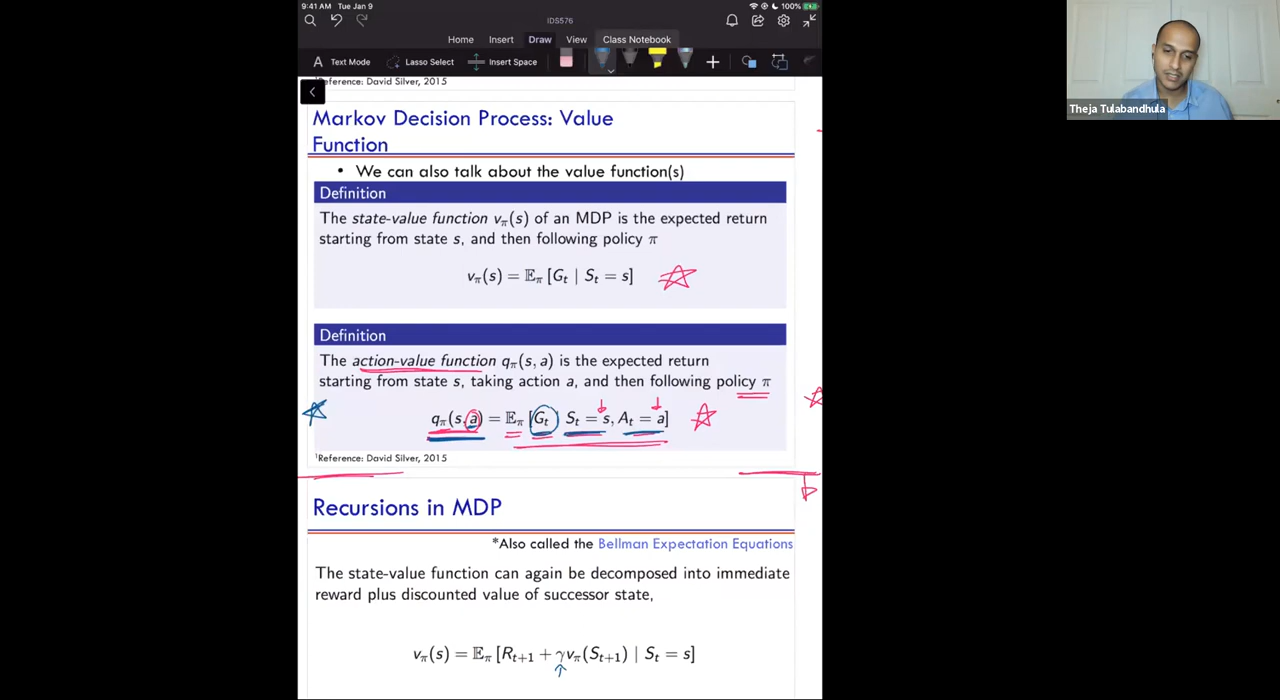 9:41 AM Tue Jan 9
100%
IDS576
Home Insert Draw View Class Notebook
Text Mode Lasso Select Insert Space
Reference: David Silver, 2015
Markov Decision Process: Value
Function
• We can also talk about the value function(s)
Definition
The state-value function vπ(s) of an MDP is the expected return
starting from state s, and then following policy π
vπ(s) = 𝔼π [Gt | St = s]
Definition
The action-value function qπ(s, a) is the expected return
starting from state s, taking action a, and then following policy π
qπ(s, a) = 𝔼π [Gt | St = s, At = a]
¹Reference: David Silver, 2015
Recursions in MDP
*Also called the Bellman Expectation Equations
The state-value function can again be decomposed into immediate
reward plus discounted value of successor state,
vπ(s) = 𝔼π [Rt+1 + γvπ(St+1) | St = s]
Theja Tulabandhula